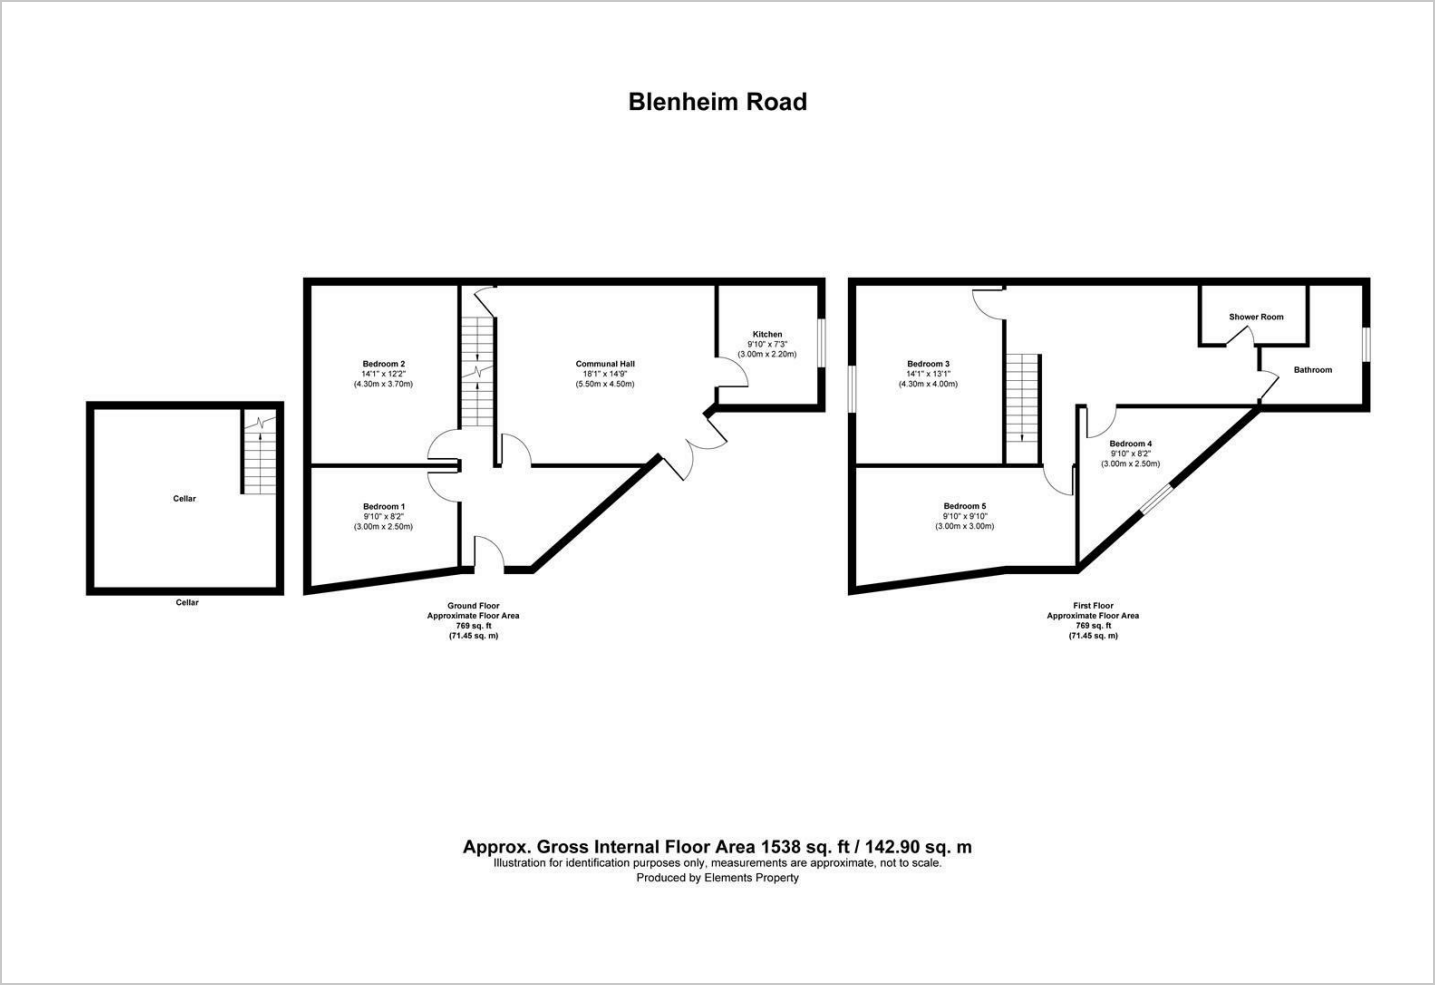 Blenheim Road
Cellar
Cellar
Bedroom 2
14'1" x 12'2"
(4.30m x 3.70m)
Bedroom 1
9'10" x 8'2"
(3.00m x 2.50m)
Communal Hall
18'1" x 14'9"
(5.50m x 4.50m)
Kitchen
9'10" x 7'3"
(3.00m x 2.20m)
Ground Floor
Approximate Floor Area
769 sq. ft
(71.45 sq. m)
Bedroom 3
14'1" x 13'1"
(4.30m x 4.00m)
Shower Room
Bathroom
Bedroom 4
9'10" x 8'2"
(3.00m x 2.50m)
Bedroom 5
9'10" x 9'10"
(3.00m x 3.00m)
First Floor
Approximate Floor Area
769 sq. ft
(71.45 sq. m)
Approx. Gross Internal Floor Area 1538 sq. ft / 142.90 sq. m
Illustration for identification purposes only, measurements are approximate, not to scale.
Produced by Elements Property